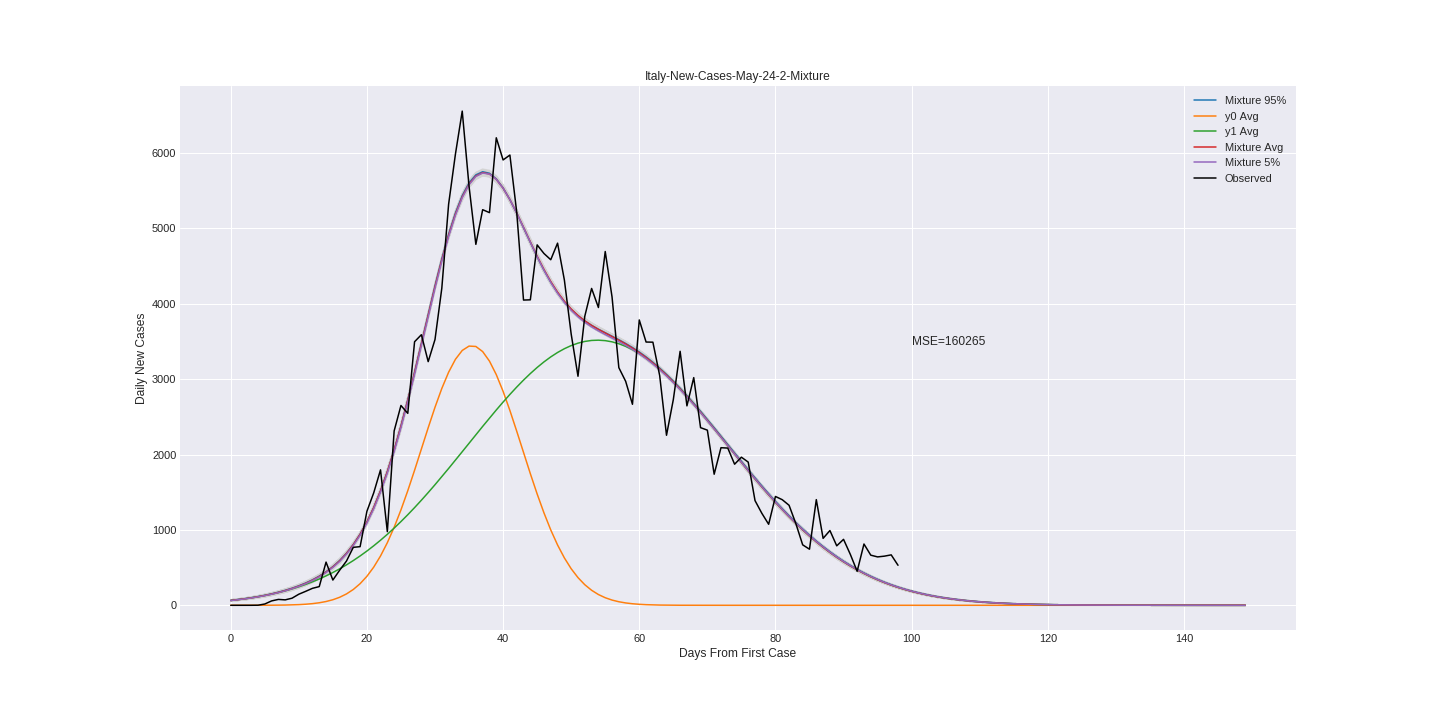 Italy-New-Cases-May-24-2-Mixture
Mixture 95%
y0 Avg
y1 Avg
Mixture Avg
Mixture 5%
Observed
MSE=160265
Daily New Cases
6000
5000
4000
3000
2000
1000
0
0 20 40 60 80 100 120 140
Days From First Case